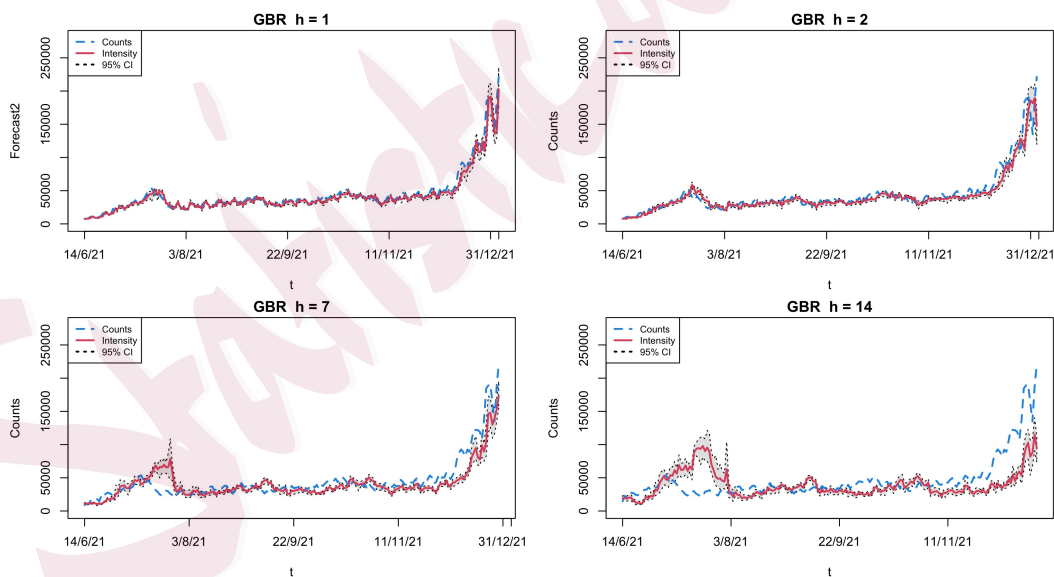 GBR h = 1
Counts
Intensity
95% CI
Forecast2
0
50000
150000
250000
14/6/21
3/8/21
22/9/21
11/11/21
31/12/21
t
GBR h = 2
Counts
Intensity
95% CI
Counts
0
50000
150000
250000
14/6/21
3/8/21
22/9/21
11/11/21
31/12/21
t
GBR h = 7
Counts
Intensity
95% CI
Counts
0
50000
150000
250000
14/6/21
3/8/21
22/9/21
11/11/21
31/12/21
t
GBR h = 14
Counts
Intensity
95% CI
Counts
0
50000
150000
250000
14/6/21
3/8/21
22/9/21
11/11/21
t